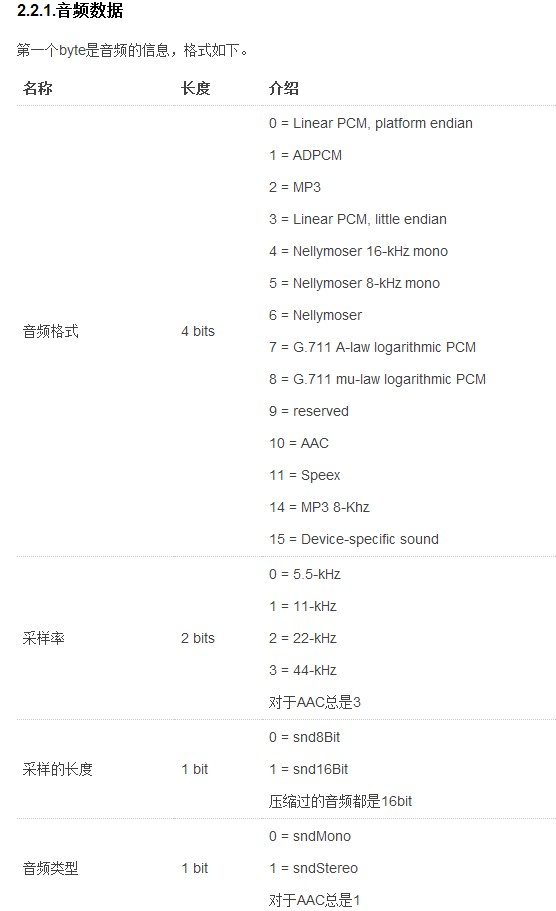 2.2.1.音频数据
第一个byte是音频的信息，格式如下。
名称 长度 介绍
0 = Linear PCM, platform endian
1 = ADPCM
2 = MP3
3 = Linear PCM, little endian
4 = Nellymoser 16-kHz mono
5 = Nellymoser 8-kHz mono
6 = Nellymoser
音频格式 4 bits
7 = G.711 A-law logarithmic PCM
8 = G.711 mu-law logarithmic PCM
9 = reserved
10 = AAC
11 = Speex
14 = MP3 8-Khz
15 = Device-specific sound
0 = 5.5-kHz
1 = 11-kHz
采样率 2 bits 2 = 22-kHz
3 = 44-kHz
对于AAC总是3
0 = snd8Bit
采样的长度 1 bit 1 = snd16Bit
压缩过的音频都是16bit
0 = sndMono
音频类型 1 bit 1 = sndStereo
对于AAC总是1